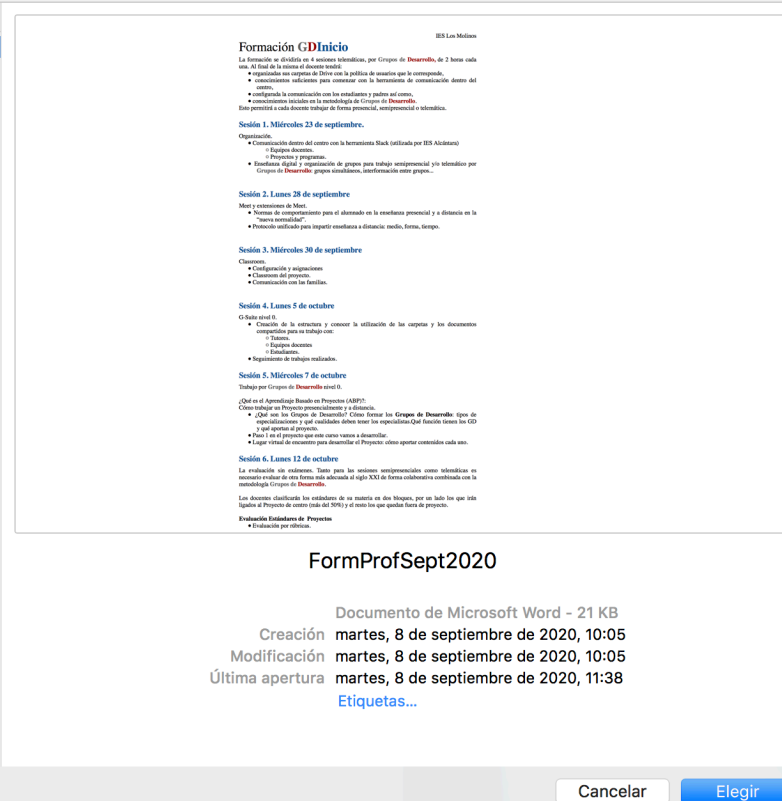 IES Los Molinos
Formación GDInicio
La formación se dividiría en 4 sesiones telemáticas, por Grupos de Desarrollo, de 2 horas cada
una. Al final de la misma el docente tendrá:
● organizadas sus carpetas de Drive con la política de usuarios que le corresponde,
● conocimientos suficientes para comenzar con la herramienta de comunicación dentro del
centro,
● configurada la comunicación con los estudiantes y padres así como,
● conocimientos iniciales en la metodología de Grupos de Desarrollo.
Esto permitirá a cada docente trabajar de forma presencial, semipresencial o telemática.
Sesión 1. Miércoles 23 de septiembre.
Organización.
● Comunicación dentro del centro con la herramienta Slack (utilizada por IES Alcántara)
○ Equipos docentes.
○ Proyectos y programas.
● Enseñanza digital y organización de grupos para trabajo semipresencial y/o telemático por
Grupos de Desarrollo: grupos simultáneos, interformación entre grupos...
Sesión 2. Lunes 28 de septiembre
Meet y extensiones de Meet.
● Normas de comportamiento para el alumnado en la enseñanza presencial y a distancia en la
"nueva normalidad".
● Protocolo unificado para impartir enseñanza a distancia: medio, forma, tiempo.
Sesión 3. Miércoles 30 de septiembre
Classroom.
● Configuración y asignaciones
● Classroom del proyecto.
● Comunicación con las familias.
Sesión 4. Lunes 5 de octubre
G-Suite nivel 0.
● Creación de la estructura y conocer la utilización de las carpetas y los documentos
compartidos para su trabajo con:
○ Tutores.
○ Equipos docentes
○ Estudiantes.
● Seguimiento de trabajos realizados.
Sesión 5. Miércoles 7 de octubre
Trabajo por Grupos de Desarrollo nivel 0.
¿Qué es el Aprendizaje Basado en Proyectos (ABP)?:
Cómo trabajar un Proyecto presencialmente y a distancia.
● ¿Qué son los Grupos de Desarrollo? Cómo formar los Grupos de Desarrollo: tipos de
especializaciones y qué cualidades deben tener los especialistas.Qué función tienen los GD
y qué aportan al proyecto.
● Paso 1 en el proyecto que este curso vamos a desarrollar.
● Lugar virtual de encuentro para desarrollar el Proyecto: cómo aportar contenidos cada uno.
Sesión 6. Lunes 12 de octubre
La evaluación sin exámenes. Tanto para las sesiones semipresenciales como telemáticas es
necesario evaluar de otra forma más adecuada al siglo XXI de forma colaborativa combinada con la
metodología Grupos de Desarrollo.
Los docentes clasificarán los estándares de su materia en dos bloques, por un lado los que irán
ligados al Proyecto de centro (más del 50%) y el resto los que quedan fuera de proyecto.
Evaluación Estándares de Proyectos
● Evaluación por rúbricas.
FormProfSept2020
Documento de Microsoft Word - 21 KB
Creación martes, 8 de septiembre de 2020, 10:05
Modificación martes, 8 de septiembre de 2020, 10:05
Última apertura martes, 8 de septiembre de 2020, 11:38
Etiquetas...
Cancelar Elegir